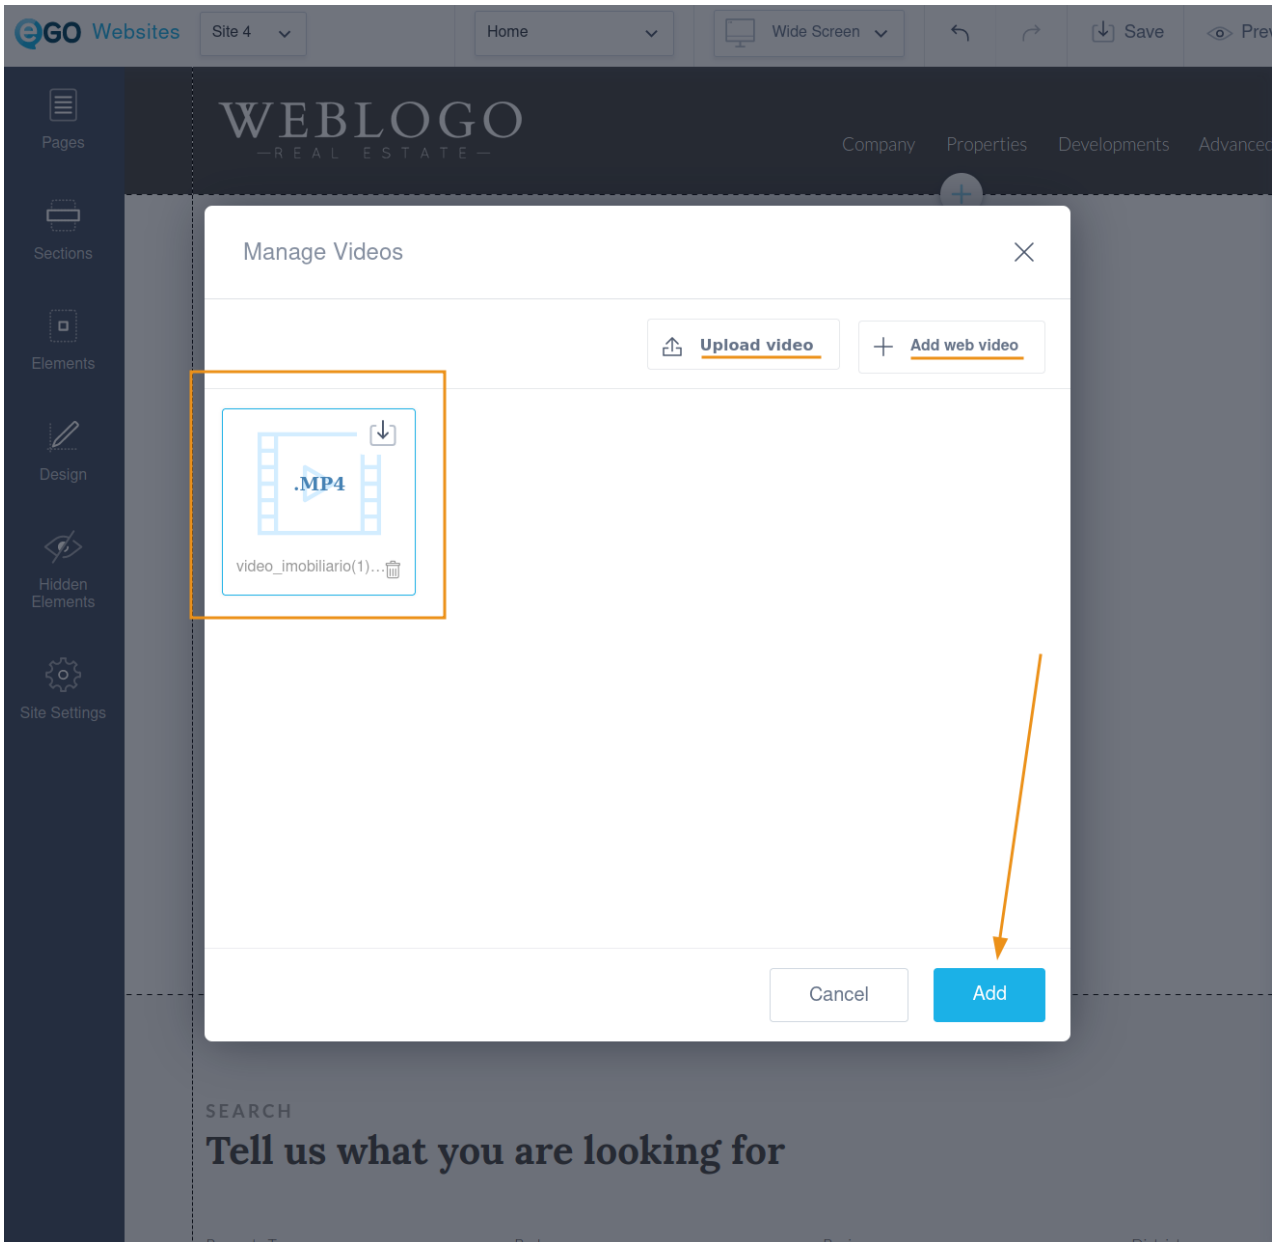 eGO Websites Site 4 Home Wide Screen Save
Pages
Sections
Elements
Design
Hidden
Elements
Site Settings
WEBLOGO
—REAL ESTATE—
Company Properties Developments Advanced
Manage Videos
Upload video Add web video
.MP4
video_imobiliario(1)...
Cancel Add
SEARCH
Tell us what you are looking for